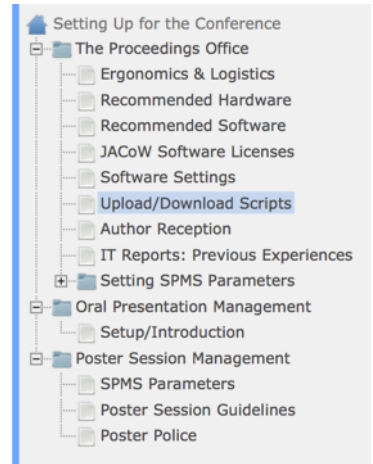 Setting Up for the Conference
The Proceedings Office
Ergonomics & Logistics
Recommended Hardware
Recommended Software
JACoW Software Licenses
Software Settings
Upload/Download Scripts
Author Reception
IT Reports: Previous Experiences
Setting SPMS Parameters
Oral Presentation Management
Setup/Introduction
Poster Session Management
SPMS Parameters
Poster Session Guidelines
Poster Police